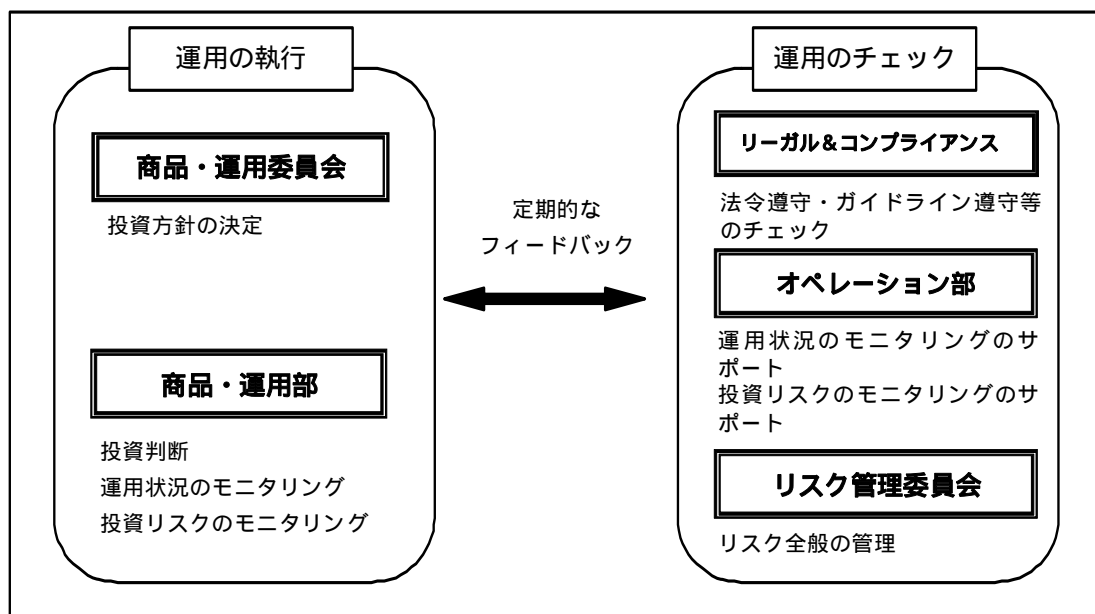 運用の執行
商品・運用委員会
投資方針の決定
商品・運用部
投資判断
運用状況のモニタリング
投資リスクのモニタリング
定期的な
フィードバック
運用のチェック
リーガル&コンプライアンス
法令遵守・ガイドライン遵守等
のチェック
オペレーション部
運用状況のモニタリングのサ
ポート
投資リスクのモニタリングのサ
ポート
リスク管理委員会
リスク全般の管理